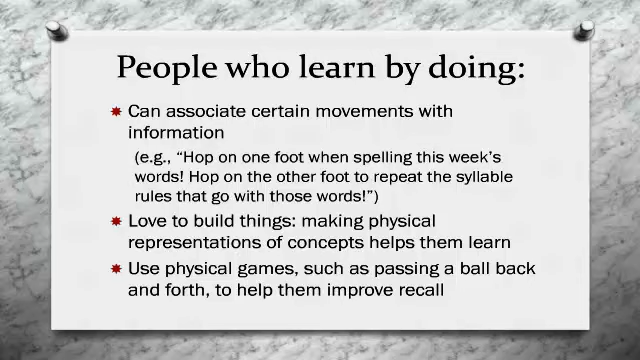 People who learn by doing:
Can associate certain movements with
information
(e.g., “Hop on one foot when spelling this week’s
words! Hop on the other foot to repeat the syllable
rules that go with those words!”)
Love to build things: making physical
representations of concepts helps them learn
Use physical games, such as passing a ball back
and forth, to help them improve recall